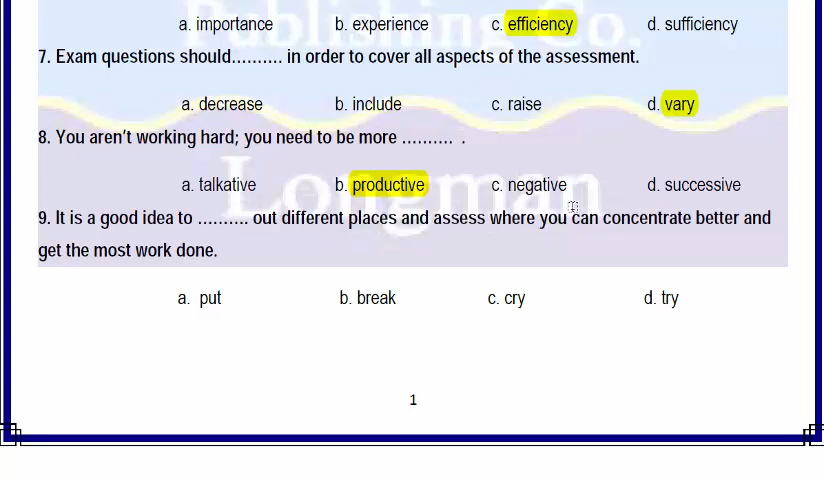 a. importance b. experience c. efficiency d. sufficiency
7. Exam questions should.......... in order to cover all aspects of the assessment.
a. decrease b. include c. raise d. vary
8. You aren't working hard; you need to be more .......... .
a. talkative b. productive c. negative d. successive
9. It is a good idea to .......... out different places and assess where you can concentrate better and
get the most work done.
a. put b. break c. cry d. try
1
Publishing Co.
Longman